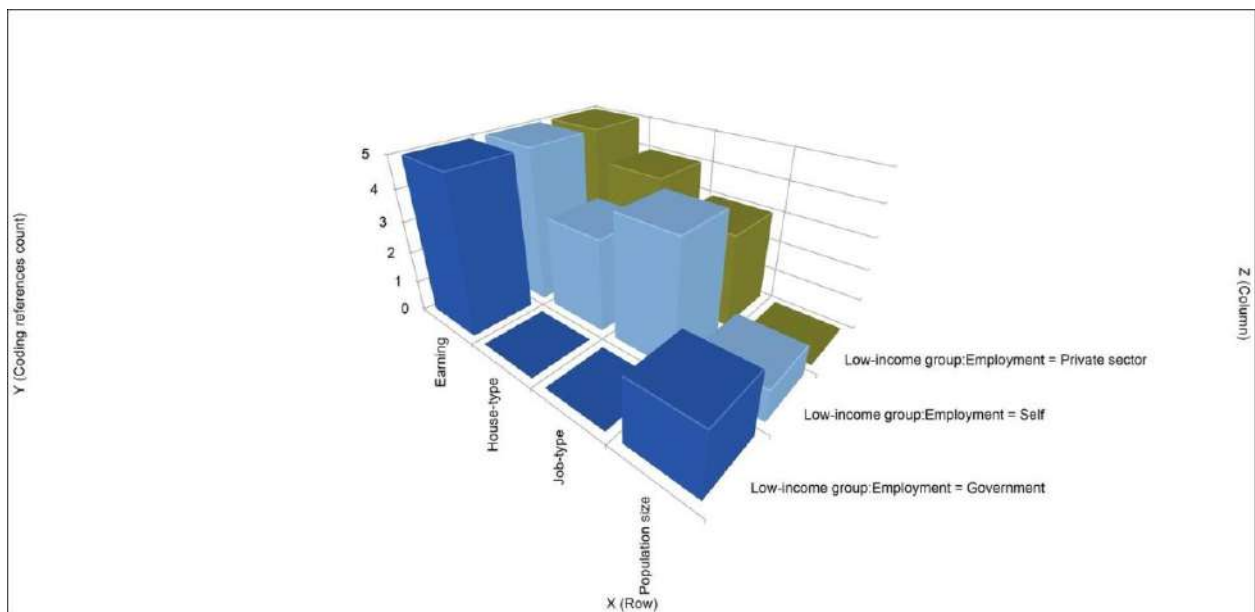 5
4
3
2
1
0
Y (Coding references count)
Z (Column)
Earning
House-type
Job-type
Population size
X (Row)
Low-income group:Employment = Private sector
Low-income group:Employment = Self
Low-income group:Employment = Government